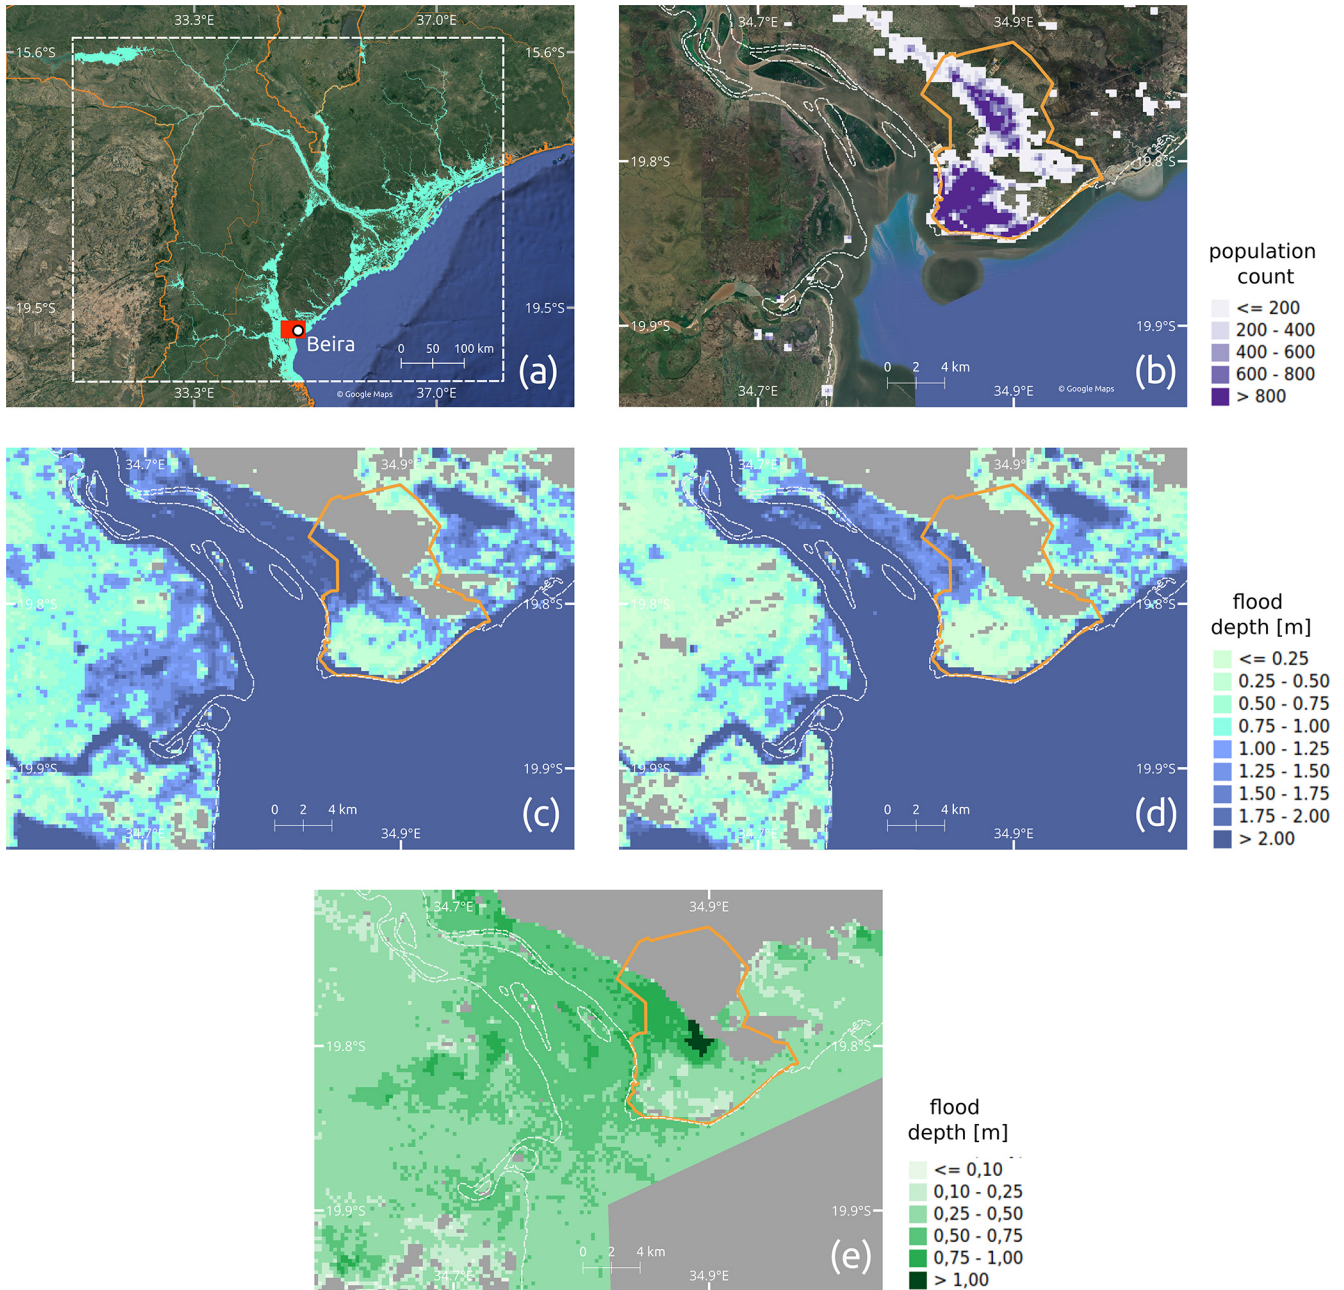 33.3°E 37.0°E
15.6°S 15.6°S
19.5°S 19.5°S
Beira
0 50 100 km
(a)
© Google Maps
33.3°E 37.0°E
34.7°E 34.9°E
19.8°S 19.8°S
19.9°S 19.9°S
0 2 4 km
(b)
© Google Maps
34.7°E 34.9°E
population
count
<= 200
200 - 400
400 - 600
600 - 800
> 800
34.7°E 34.9°E
19.8°S 19.8°S
19.9°S 19.9°S
0 2 4 km
(c)
34.7°E 34.9°E
34.7°E 34.9°E
19.8°S 19.8°S
19.9°S 19.9°S
0 2 4 km
(d)
34.7°E 34.9°E
flood
depth [m]
<= 0.25
0.25 - 0.50
0.50 - 0.75
0.75 - 1.00
1.00 - 1.25
1.25 - 1.50
1.50 - 1.75
1.75 - 2.00
> 2.00
34.7°E 34.9°E
19.8°S 19.8°S
19.9°S 19.9°S
0 2 4 km
(e)
34.7°E 34.9°E
flood
depth [m]
<= 0,10
0,10 - 0,25
0,25 - 0,50
0,50 - 0,75
0,75 - 1,00
> 1,00